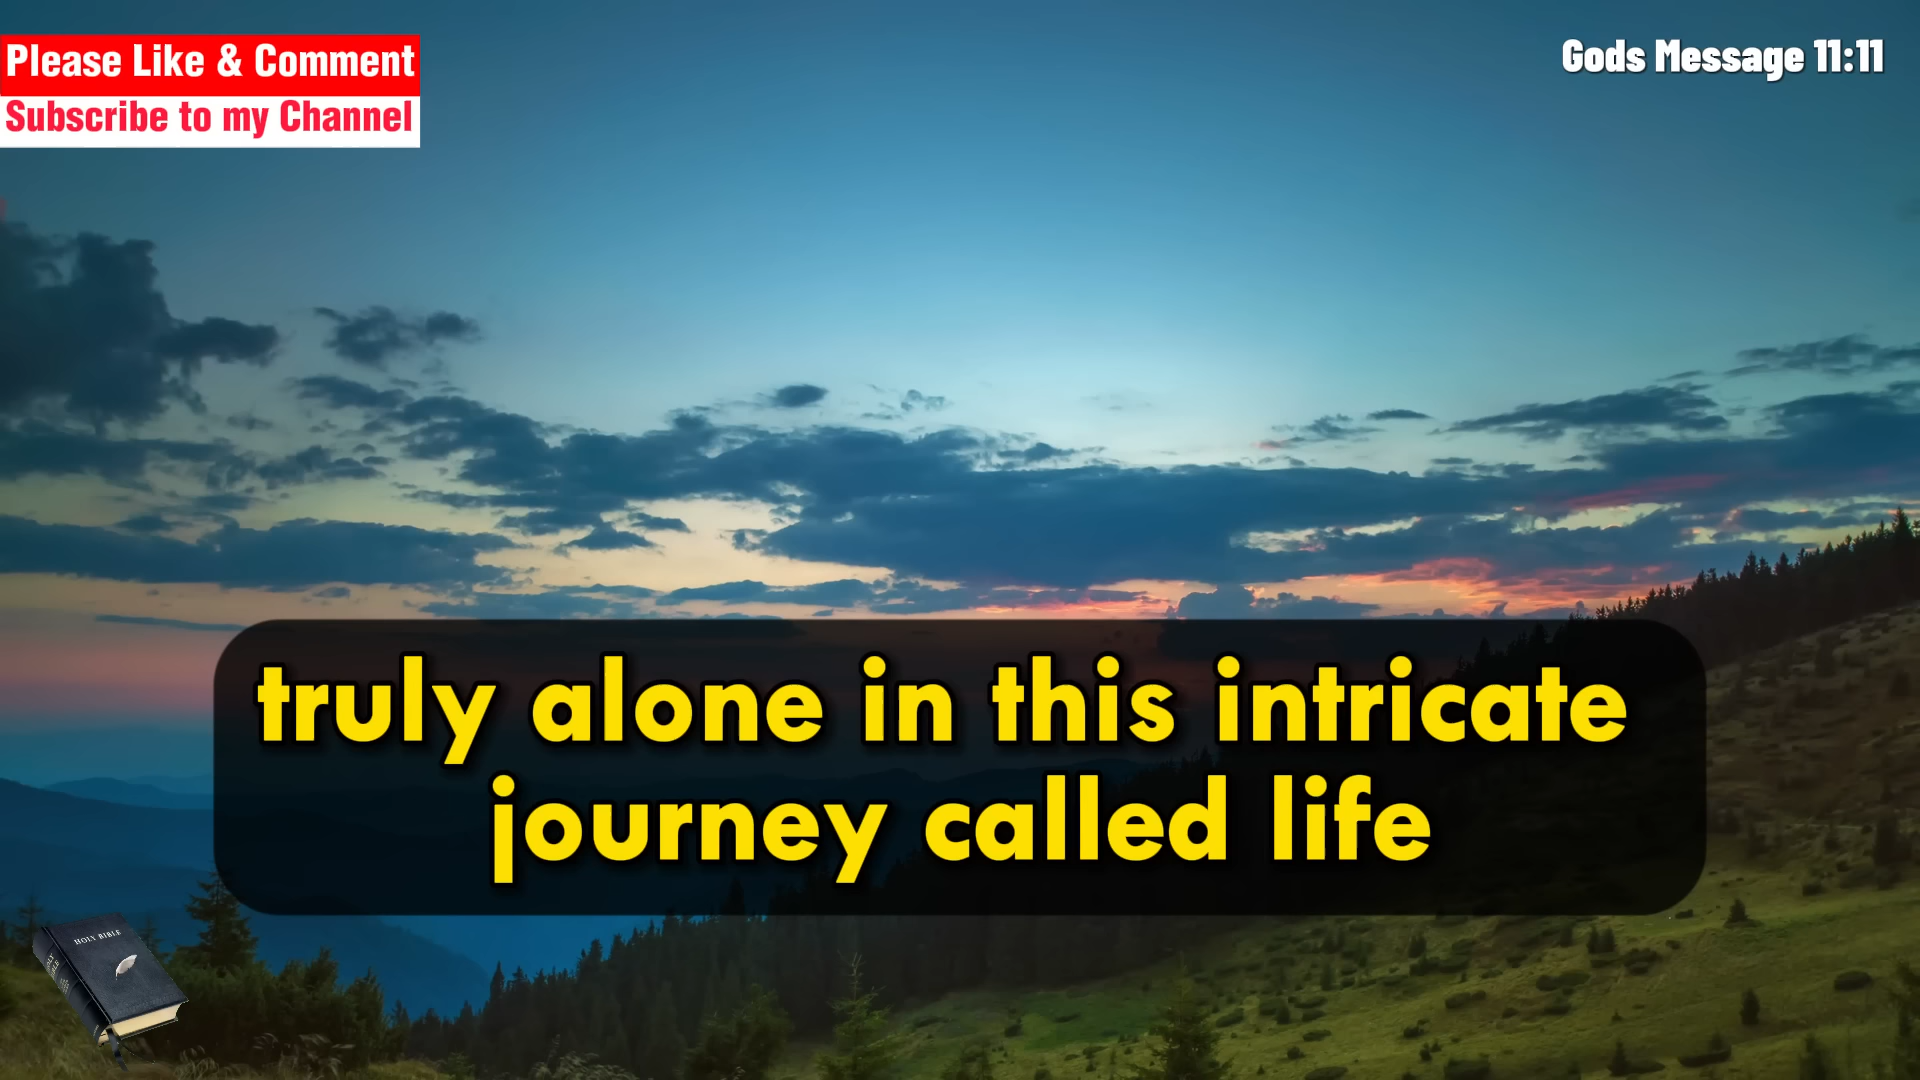 Please Like & Comment
Subscribe to my Channel
Gods Message 11:11
truly alone in this intricate
journey called life
HOLY BIBLE